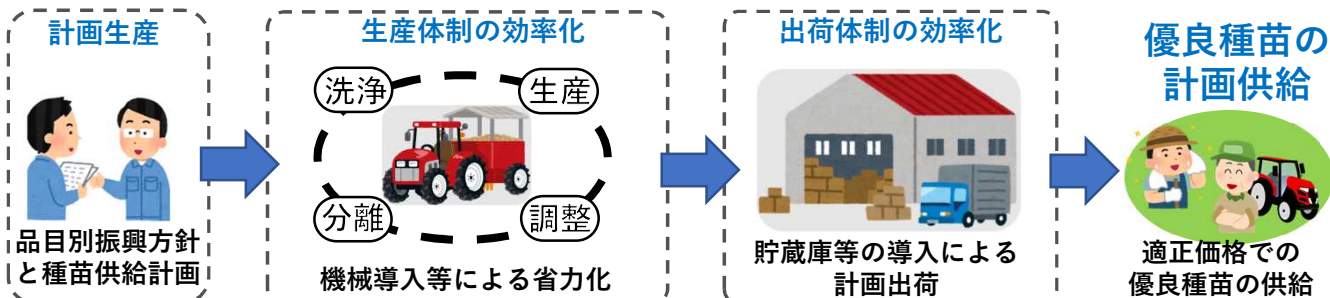 計画生産
品目別振興方針
と種苗供給計画
生産体制の効率化
洗浄
生産
分離
調整
機械導入等による省力化
出荷体制の効率化
貯蔵庫等の導入による
計画出荷
優良種苗の
計画供給
適正価格での
優良種苗の供給